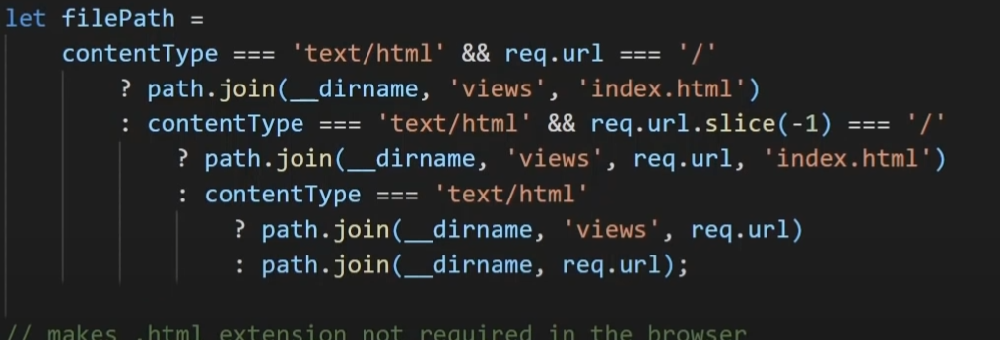 let filePath =
    contentType === 'text/html' && req.url === '/'
        ? path.join(__dirname, 'views', 'index.html')
        : contentType === 'text/html' && req.url.slice(-1) === '/'
            ? path.join(__dirname, 'views', req.url, 'index.html')
            : contentType === 'text/html'
                ? path.join(__dirname, 'views', req.url)
                : path.join(__dirname, req.url);
// makes .html extension not required in the browser